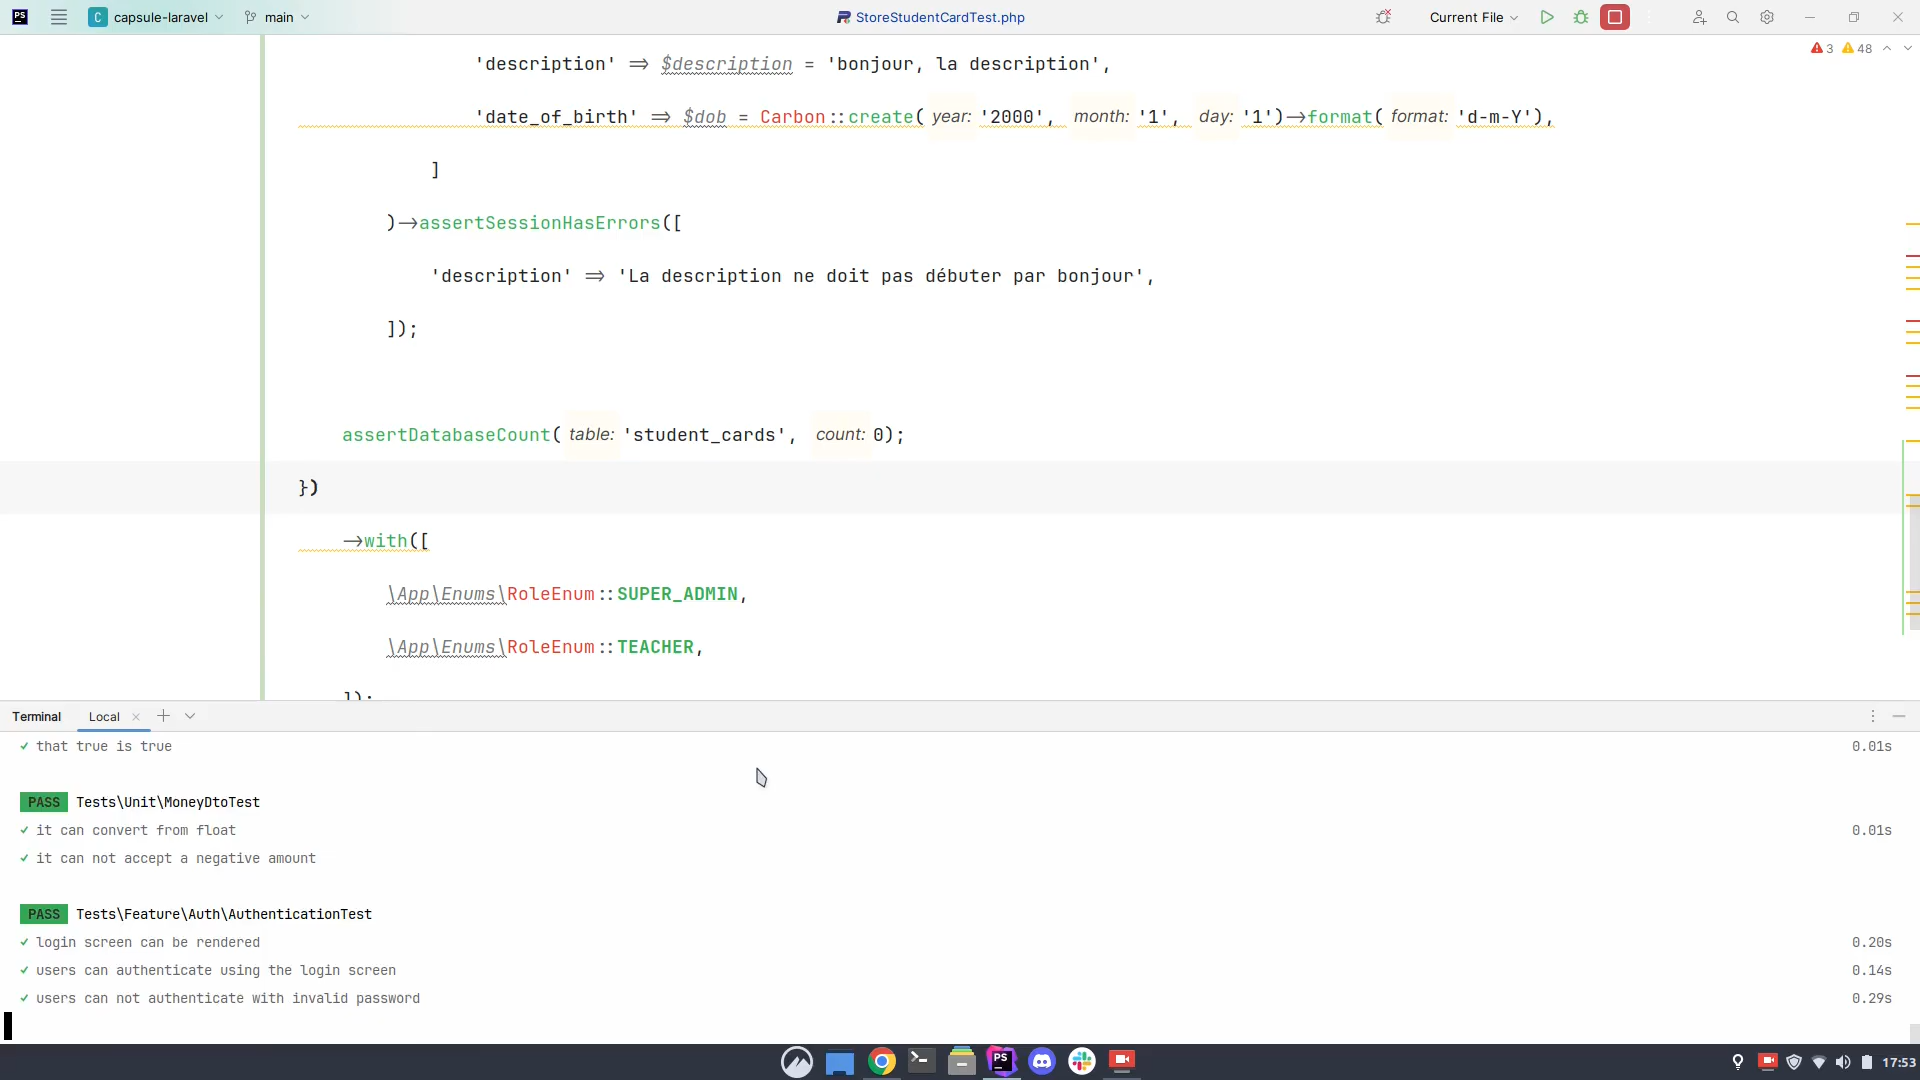 PS C capsule-laravel main StoreStudentCardTest.php Current File
3 48
'description' => $description = 'bonjour, la description',
'date_of_birth' => $dob = Carbon::create( year: '2000', month: '1', day: '1')->format( format: 'd-m-Y'),
]
)->assertSessionHasErrors([
'description' => 'La description ne doit pas débuter par bonjour',
]);
assertDatabaseCount( table: 'student_cards', count: 0);
})
->with([
\App\Enums\RoleEnum::SUPER_ADMIN,
\App\Enums\RoleEnum::TEACHER,
]);
Terminal Local
✓ that true is true 0.01s
PASS Tests\Unit\MoneyDtoTest
✓ it can convert from float 0.01s
✓ it can not accept a negative amount
PASS Tests\Feature\Auth\AuthenticationTest
✓ login screen can be rendered 0.20s
✓ users can authenticate using the login screen 0.14s
✓ users can not authenticate with invalid password 0.29s
PS 17:53